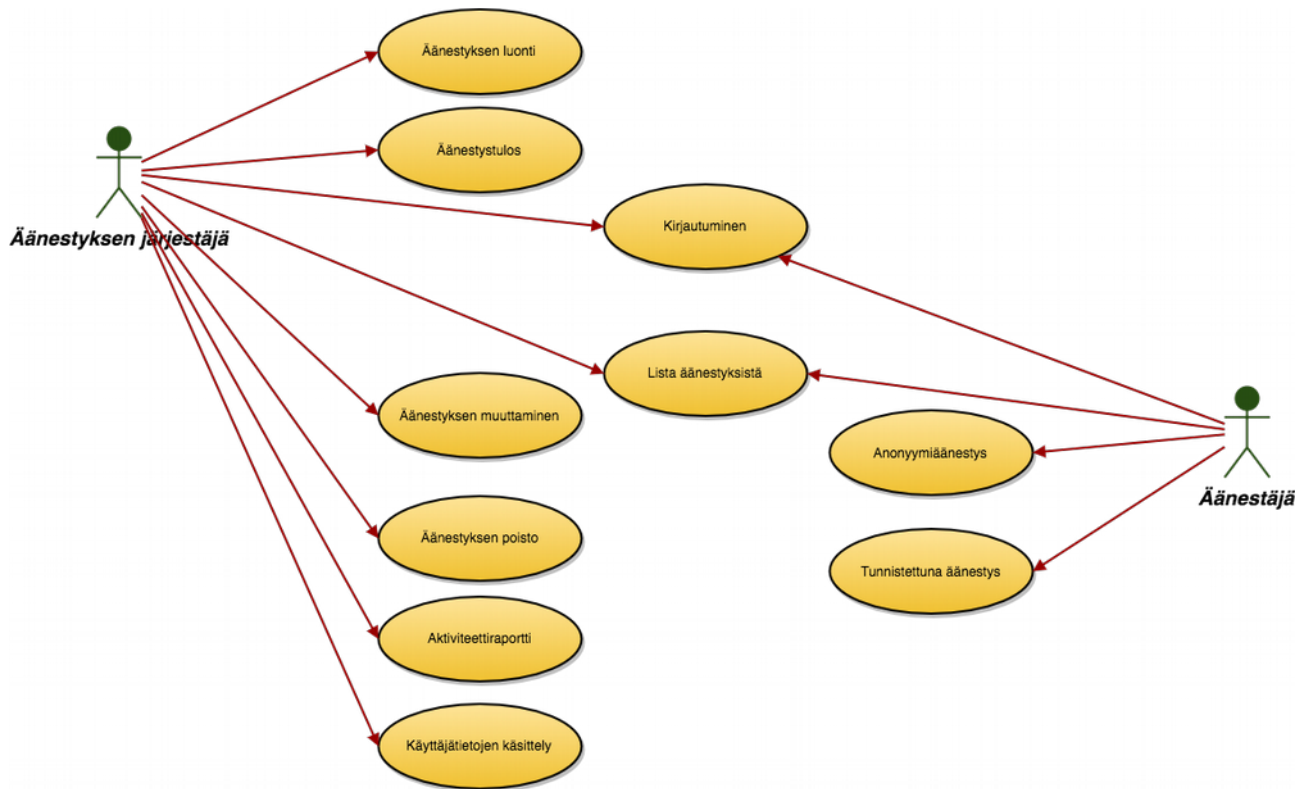 Äänestyksen luonti
Äänestystulos
Kirjautuminen
Äänestyksen järjestäjä
Lista äänestyksistä
Äänestyksen muuttaminen
Anonyymiäänestys
Äänestäjä
Äänestyksen poisto
Tunnistettuna äänestys
Aktiviteettiraportti
Käyttäjätietojen käsittely